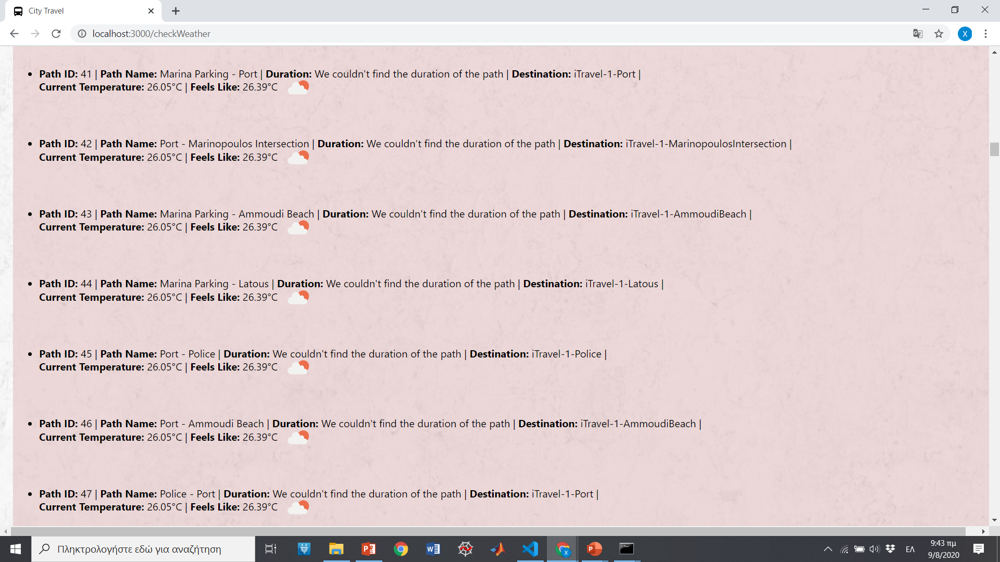 City Travel
localhost:3000/checkWeather
X
Path ID: 41 | Path Name: Marina Parking - Port | Duration: We couldn't find the duration of the path | Destination: iTravel-1-Port |
Current Temperature: 26.05°C | Feels Like: 26.39°C
Path ID: 42 | Path Name: Port - Marinopoulos Intersection | Duration: We couldn't find the duration of the path | Destination: iTravel-1-MarinopoulosIntersection |
Current Temperature: 26.05°C | Feels Like: 26.39°C
Path ID: 43 | Path Name: Marina Parking - Ammoudi Beach | Duration: We couldn't find the duration of the path | Destination: iTravel-1-AmmoudiBeach |
Current Temperature: 26.05°C | Feels Like: 26.39°C
Path ID: 44 | Path Name: Marina Parking - Latous | Duration: We couldn't find the duration of the path | Destination: iTravel-1-Latous |
Current Temperature: 26.05°C | Feels Like: 26.39°C
Path ID: 45 | Path Name: Port - Police | Duration: We couldn't find the duration of the path | Destination: iTravel-1-Police |
Current Temperature: 26.05°C | Feels Like: 26.39°C
Path ID: 46 | Path Name: Port - Ammoudi Beach | Duration: We couldn't find the duration of the path | Destination: iTravel-1-AmmoudiBeach |
Current Temperature: 26.05°C | Feels Like: 26.39°C
Path ID: 47 | Path Name: Police - Port | Duration: We couldn't find the duration of the path | Destination: iTravel-1-Port |
Current Temperature: 26.05°C | Feels Like: 26.39°C
Πληκτρολογήστε εδώ για αναζήτηση
ΕΛ
9:43 πμ
9/8/2020